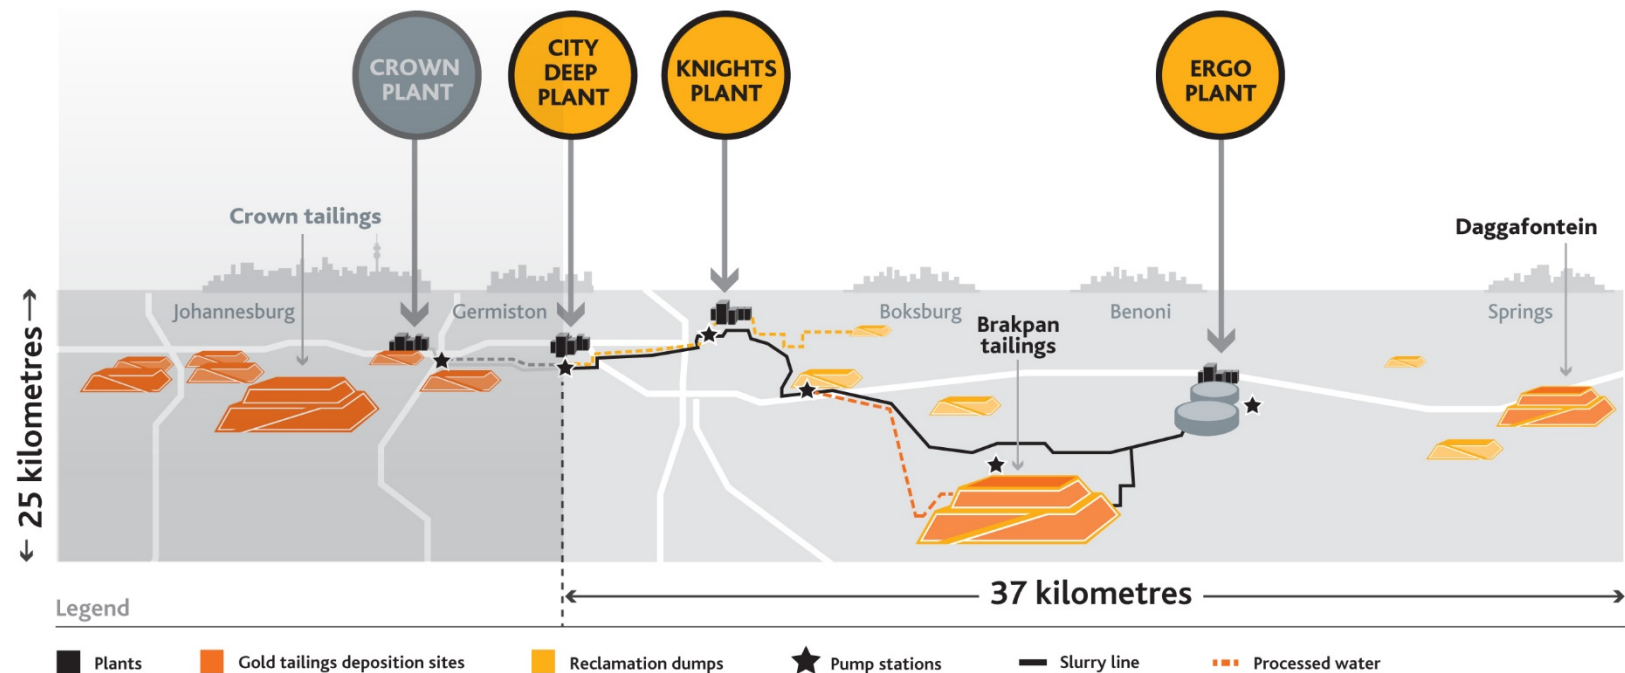 CROWN
PLANT
CITY
DEEP
PLANT
KNIGHTS
PLANT
ERGO
PLANT
Crown tailings
Daggafontein
Johannesburg
Germiston
Boksburg
Benoni
Springs
Brakpan
tailings
25 kilometres
37 kilometres
Legend
Plants
Gold tailings deposition sites
Reclamation dumps
Pump stations
Slurry line
Processed water